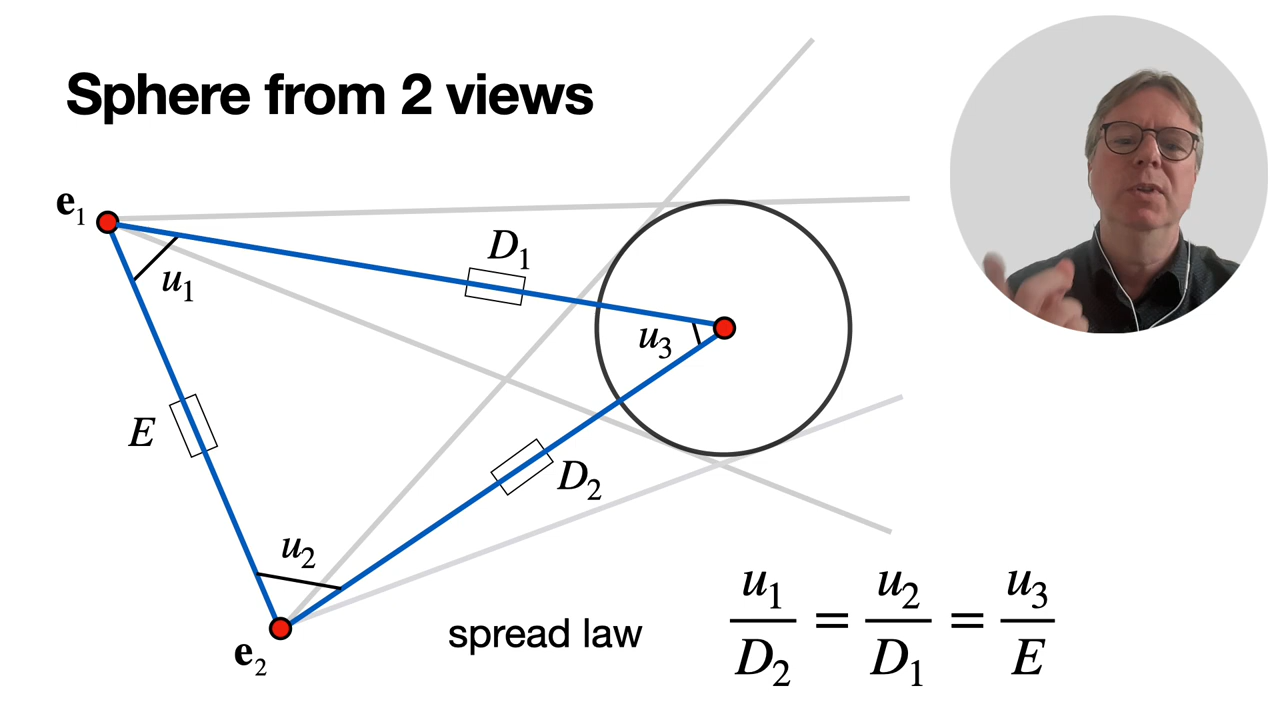 Sphere from 2 views
e₁
D₁
u₁
u₃
E
D₂
u₂
e₂
spread law
u₁/D₂ = u₂/D₁ = u₃/E